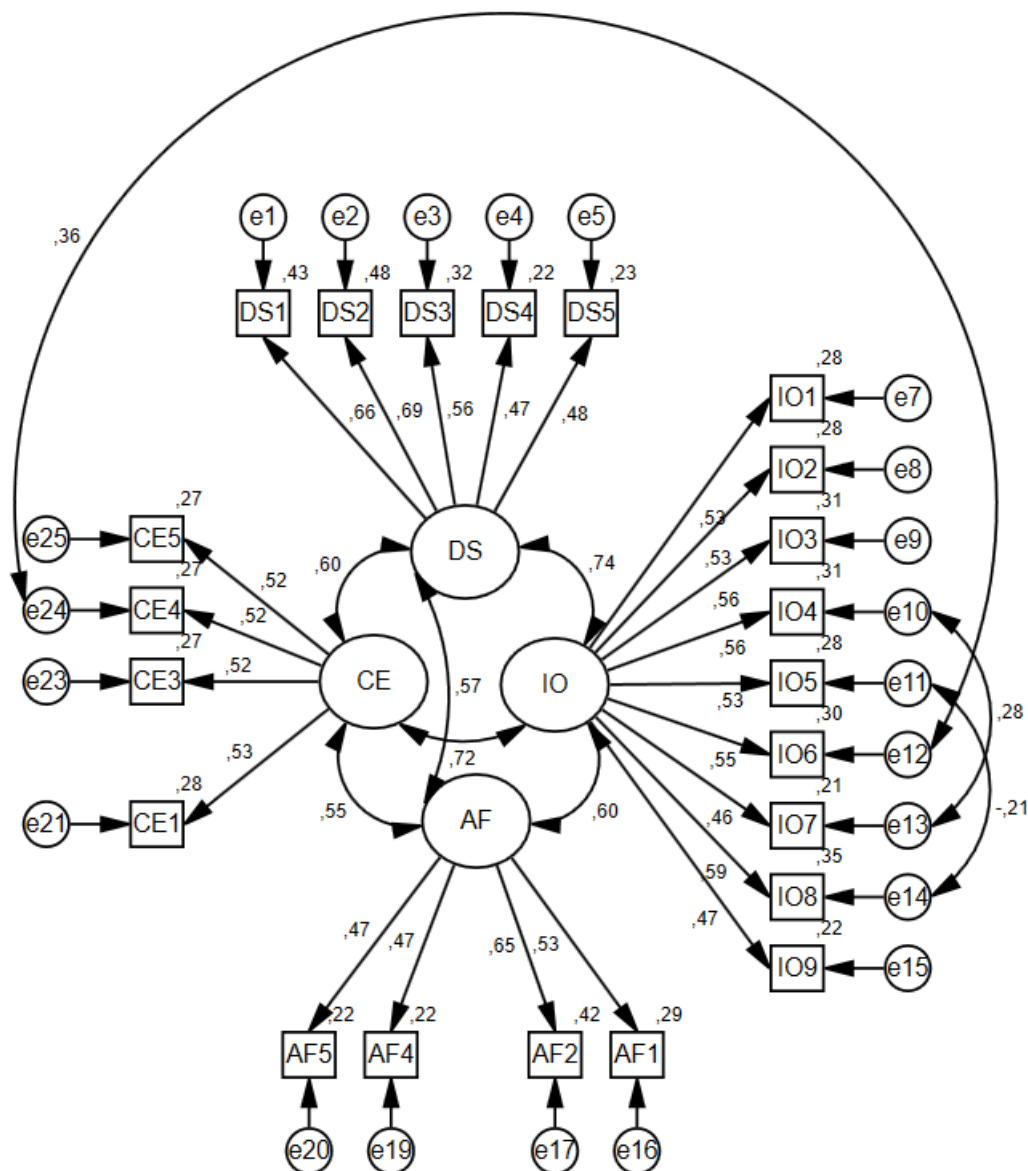 ,36
e1 e2 e3 e4 e5
,43 ,48 ,32 ,22 ,23
DS1 DS2 DS3 DS4 DS5
,66 ,69 ,56 ,47 ,48
,28
IO1 e7
,28
IO2 e8
,31
IO3 e9
,31
IO4 e10
,28
IO5 e11
,30
IO6 e12
,21
IO7 e13
,35
IO8 e14
,22
IO9 e15
,53
,53
,56
,56
,53
,55
,46
,59
,47
,28
-,21
,27
e25 CE5
,27
e24 CE4
,27
e23 CE3
,28
e21 CE1
,52
,52
,52
,53
DS
CE IO
AF
,60 ,74
,57
,72
,55 ,60
,47 ,47 ,65 ,53
,22 ,22 ,42 ,29
AF5 AF4 AF2 AF1
e20 e19 e17 e16